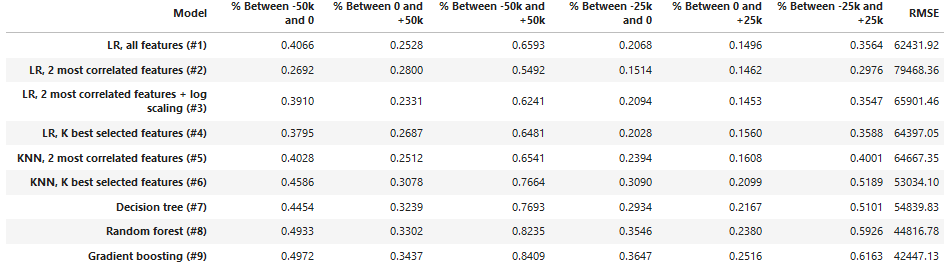 Model % Between -50k and 0 % Between 0 and +50k % Between -50k and +50k % Between -25k and 0 % Between 0 and +25k % Between -25k and +25k RMSE
LR, all features (#1) 0.4066 0.2528 0.6593 0.2068 0.1496 0.3564 62431.92
LR, 2 most correlated features (#2) 0.2692 0.2800 0.5492 0.1514 0.1462 0.2976 79468.36
LR, 2 most correlated features + log scaling (#3) 0.3910 0.2331 0.6241 0.2094 0.1453 0.3547 65901.46
LR, K best selected features (#4) 0.3795 0.2687 0.6481 0.2028 0.1560 0.3588 64397.05
KNN, 2 most correlated features (#5) 0.4028 0.2512 0.6541 0.2394 0.1608 0.4001 64667.35
KNN, K best selected features (#6) 0.4586 0.3078 0.7664 0.3090 0.2099 0.5189 53034.10
Decision tree (#7) 0.4454 0.3239 0.7693 0.2934 0.2167 0.5101 54839.83
Random forest (#8) 0.4933 0.3302 0.8235 0.3546 0.2380 0.5926 44816.78
Gradient boosting (#9) 0.4972 0.3437 0.8409 0.3647 0.2516 0.6163 42447.13